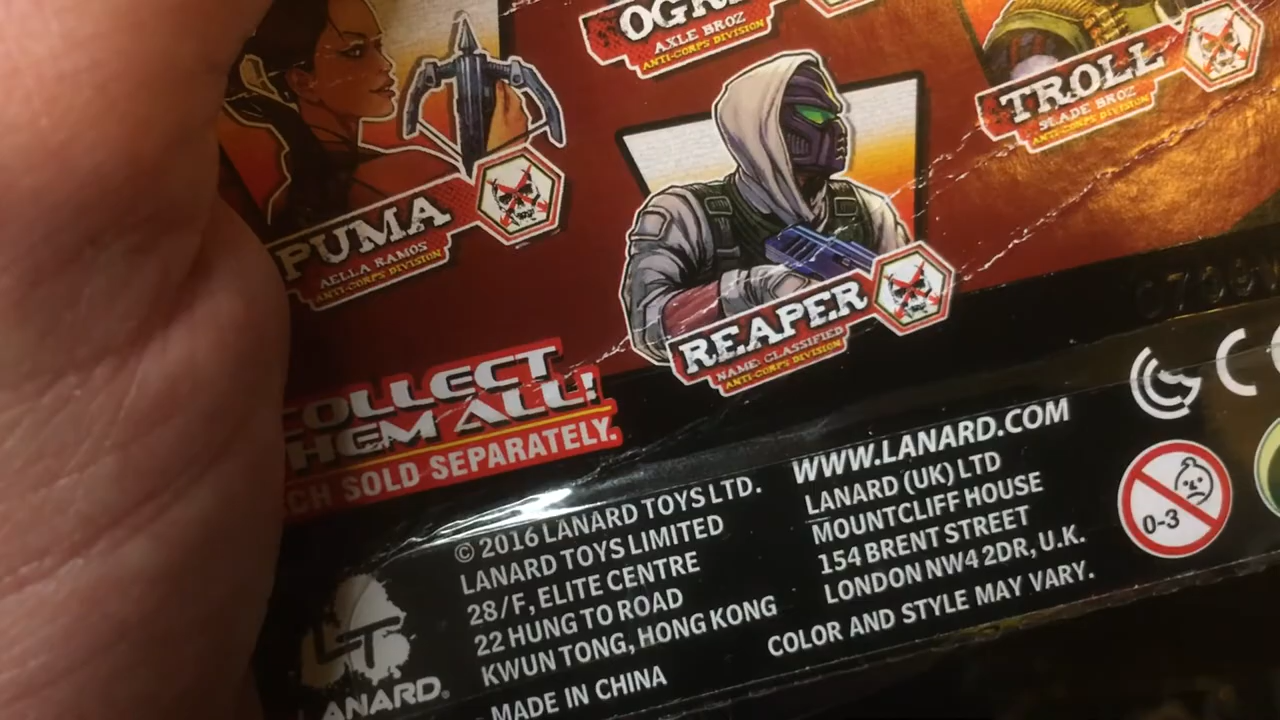 AXLE BROZ
ANTI-CORPS DIVISION
TROLL
SLADE BROZ
ANTI-CORPS DIVISION
PUMA
AELLA RAMOS
ANTI-CORPS DIVISION
REAPER
NAME: CLASSIFIED
ANTI-CORPS DIVISION
COLLECT
THEM ALL!
SOLD SEPARATELY.
© 2016 LANARD TOYS LTD.
LANARD TOYS LIMITED
28/F, ELITE CENTRE
22 HUNG TO ROAD
KWUN TONG, HONG KONG
MADE IN CHINA
WWW.LANARD.COM
LANARD (UK) LTD
MOUNTCLIFF HOUSE
154 BRENT STREET
LONDON NW4 2DR, U.K.
COLOR AND STYLE MAY VARY.
0-3
LANARD®